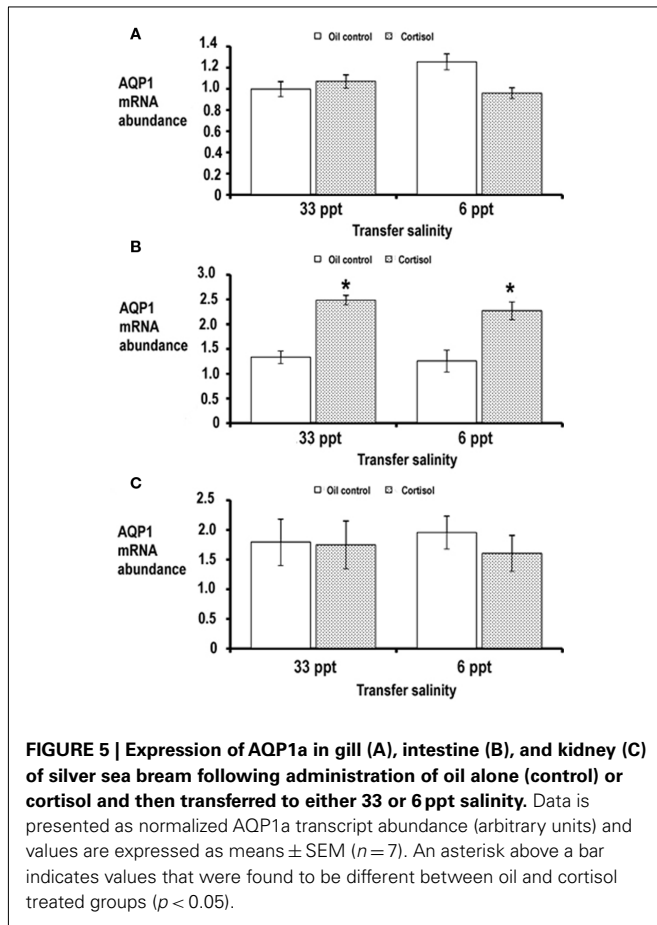 A
Oil control Cortisol
AQP1
mRNA
abundance
1.4
1.2
1.0
0.8
0.6
0.4
0.2
0
33 ppt 6 ppt
Transfer salinity
B
Oil control Cortisol
AQP1
mRNA
abundance
3.0
2.5
2.0
1.5
1.0
0.5
0
* *
33 ppt 6 ppt
Transfer salinity
C
Oil control Cortisol
AQP1
mRNA
abundance
2.5
2.0
1.5
1.0
0.5
0
33 ppt 6 ppt
Transfer salinity
FIGURE 5 | Expression of AQP1a in gill (A), intestine (B), and kidney (C)
of silver sea bream following administration of oil alone (control) or
cortisol and then transferred to either 33 or 6 ppt salinity. Data is
presented as normalized AQP1a transcript abundance (arbitrary units) and
values are expressed as means ± SEM (n = 7). An asterisk above a bar
indicates values that were found to be different between oil and cortisol
treated groups (p < 0.05).